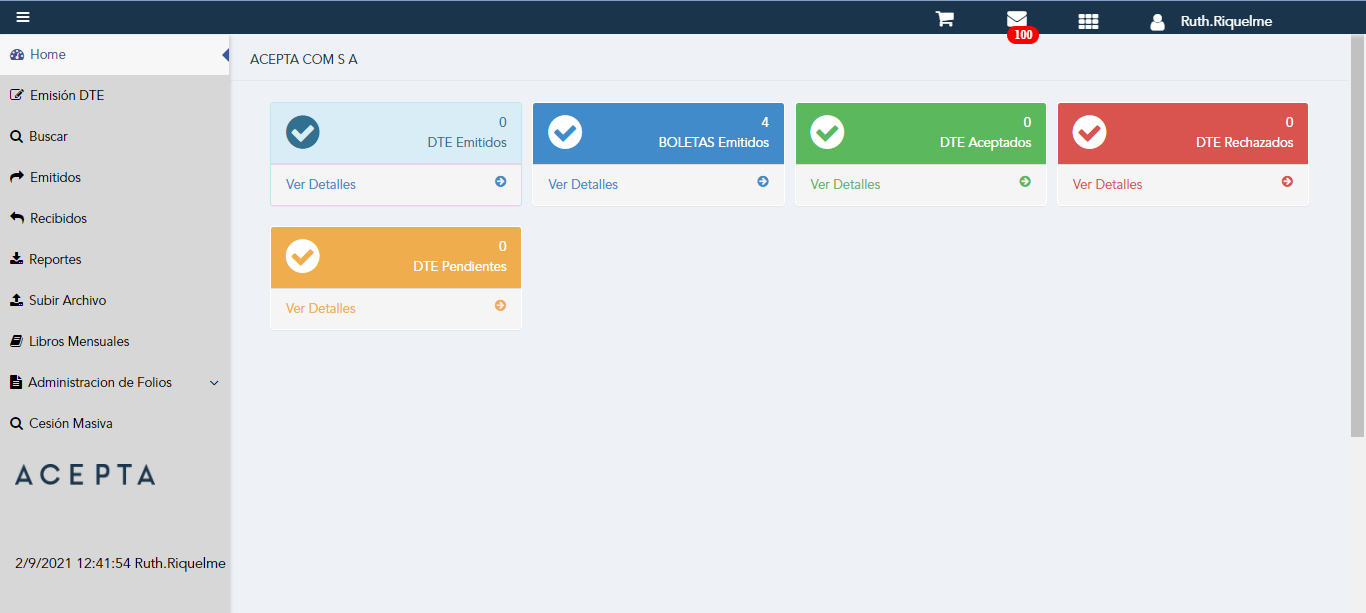 Ruth.Riquelme
100
Home
Emisión DTE
Buscar
Emitidos
Recibidos
Reportes
Subir Archivo
Libros Mensuales
Administracion de Folios
Cesión Masiva
ACEPTA
2/9/2021 12:41:54 Ruth.Riquelme
ACEPTA COM S A
0
DTE Emitidos
Ver Detalles
4
BOLETAS Emitidos
Ver Detalles
0
DTE Aceptados
Ver Detalles
0
DTE Rechazados
Ver Detalles
0
DTE Pendientes
Ver Detalles